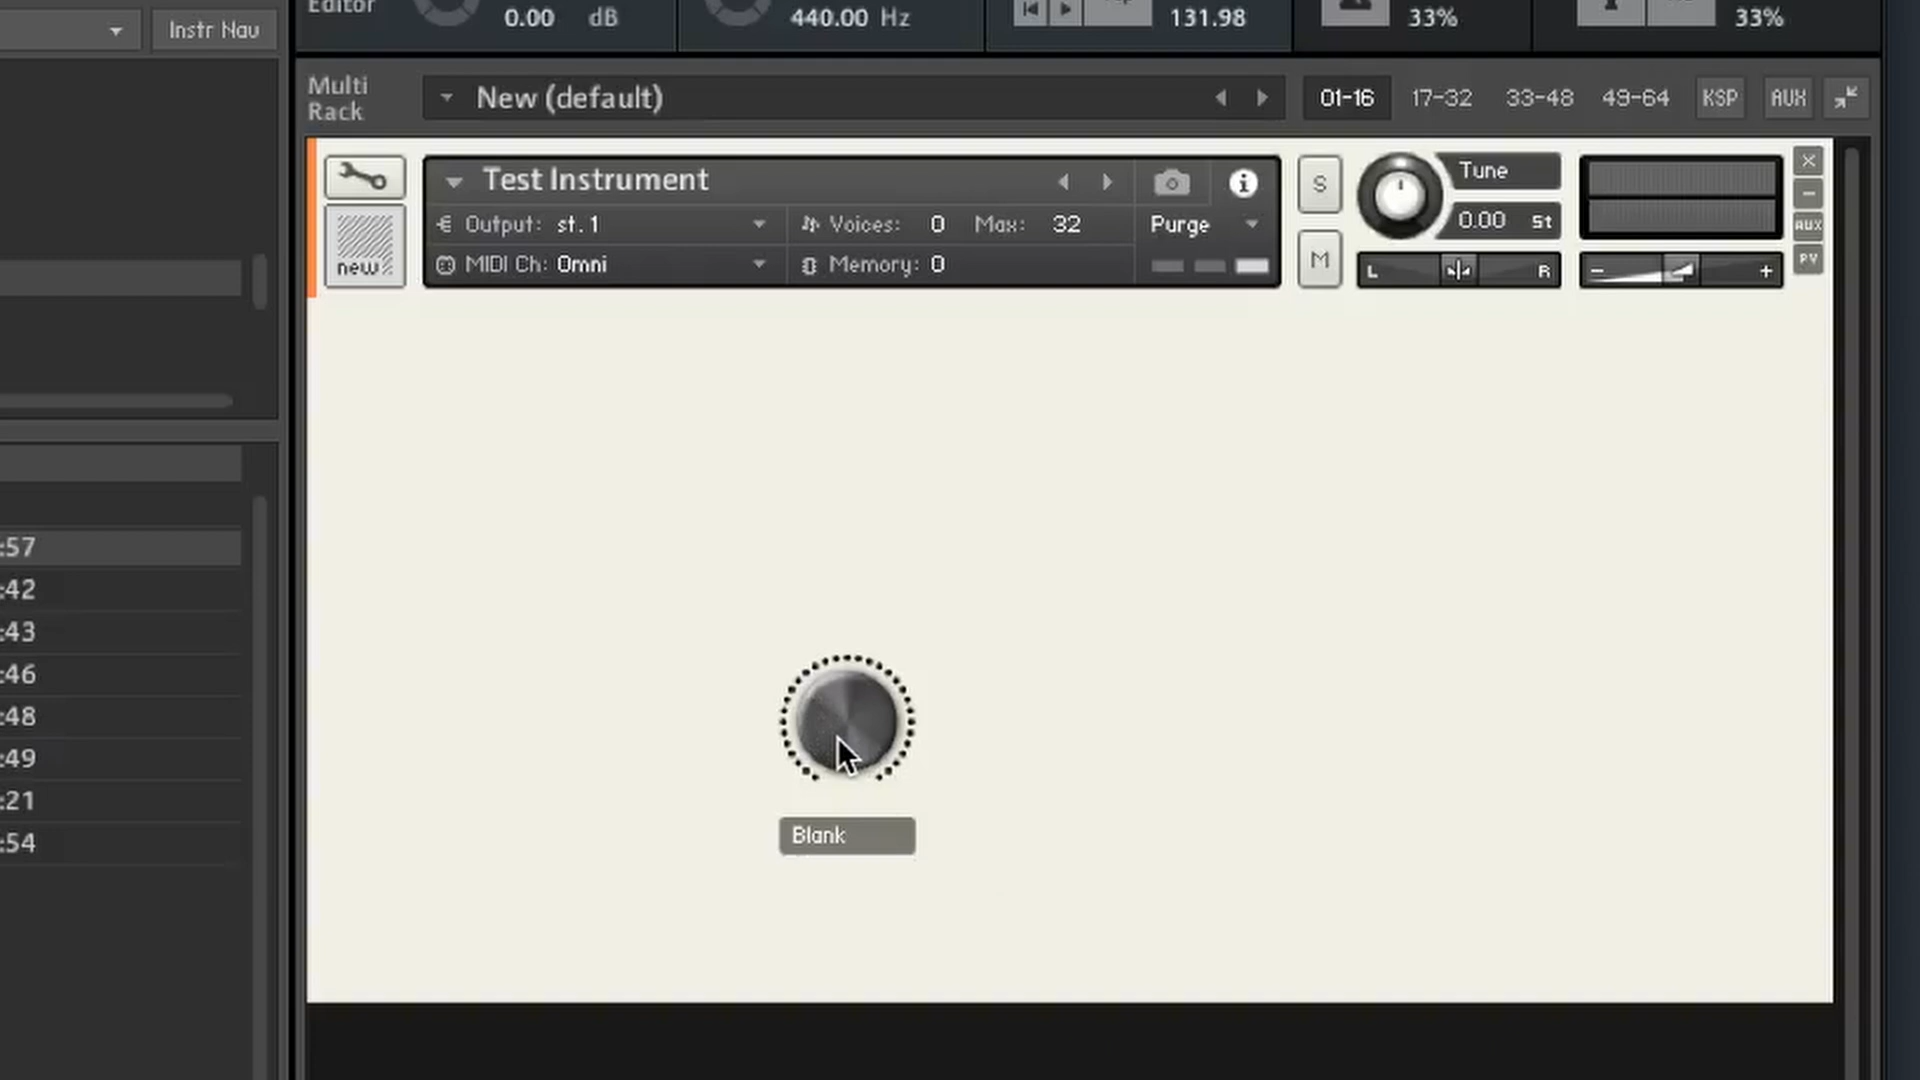 Editor
0.00 dB
440.00 Hz
131.98
33%
33%
Instr Nav
Multi
Rack
New (default)
01-16 17-32 33-48 49-64 KSP AUX
Test Instrument
Output: st. 1
Voices: 0 Max: 32
Purge
MIDI Ch: Omni
Memory: 0
new
S
M
Tune
0.00 St
L R
- +
AUX
PV
:57
:42
:43
:46
:48
:49
:21
:54
Blank